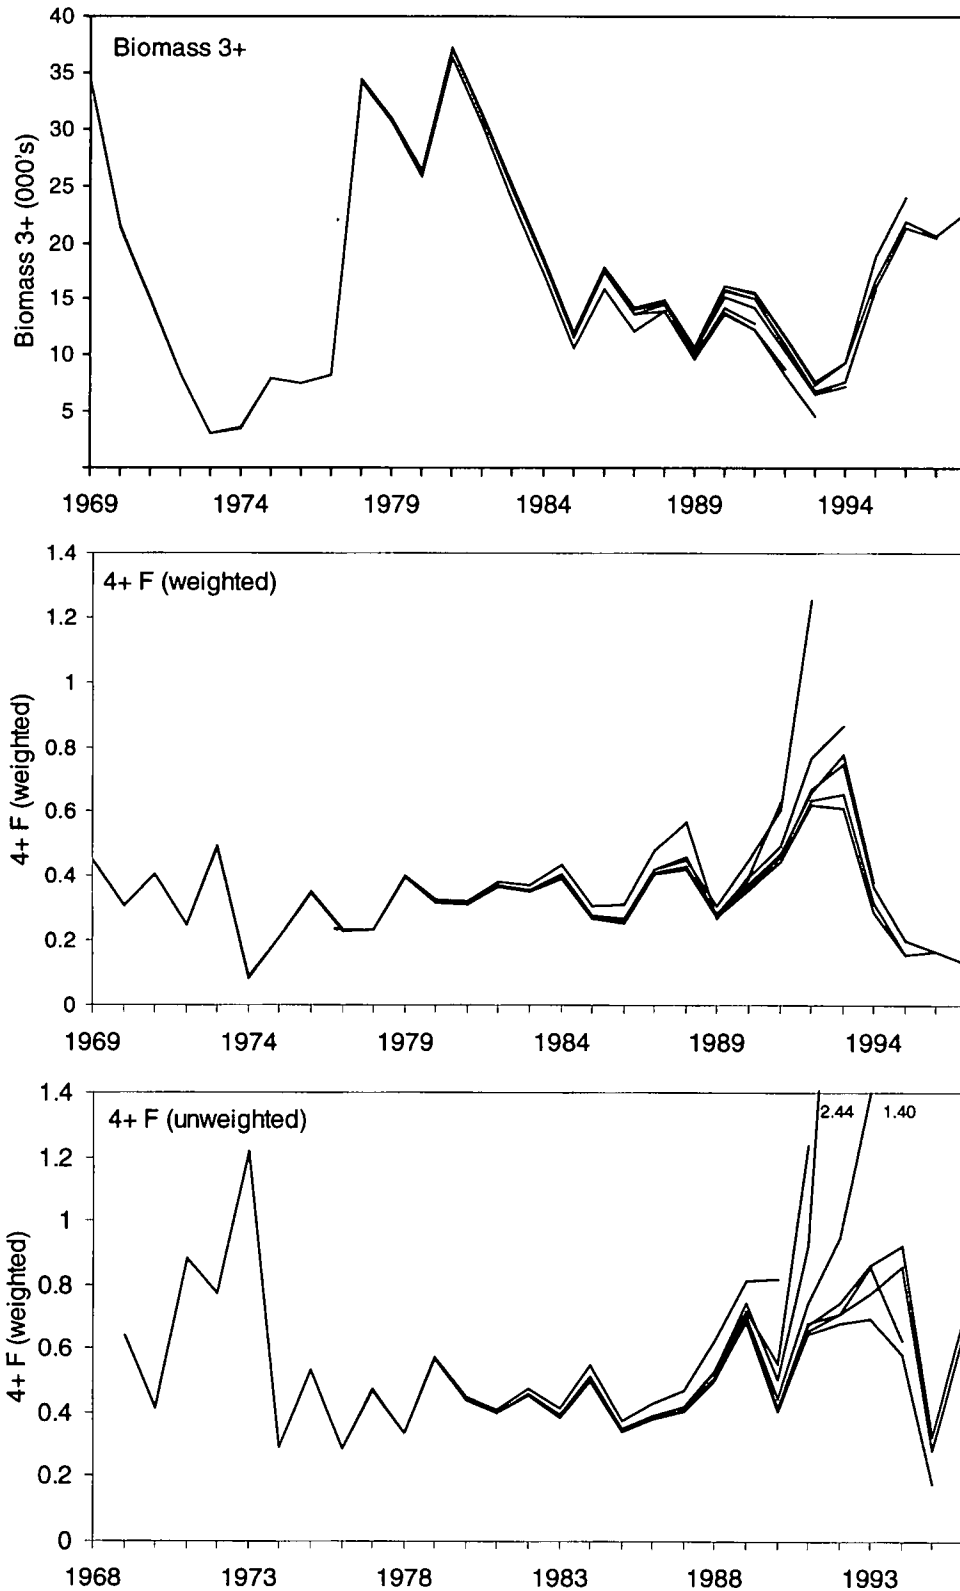 40
Biomass 3+
35
30
25
20
15
10
5
Biomass 3+ (000's)
1969 1974 1979 1984 1989 1994
1.4
4+ F (weighted)
1.2
1
0.8
0.6
0.4
0.2
0
4+ F (weighted)
1969 1974 1979 1984 1989 1994
1.4
4+ F (unweighted)
2.44 1.40
1.2
1
0.8
0.6
0.4
0.2
0
4+ F (weighted)
1968 1973 1978 1983 1988 1993